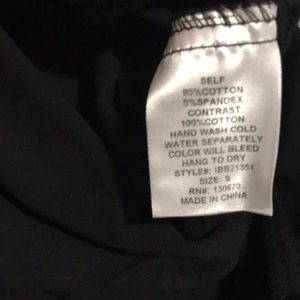 SELF
95%COTTON
5%SPANDEX
CONTRAST
100%COTTON
HAND WASH COLD
WATER SEPARATELY
COLOR WILL BLEED
HANG TO DRY
STYLE#: IBB21351
SIZE: S
RN#: 130670
MADE IN CHINA